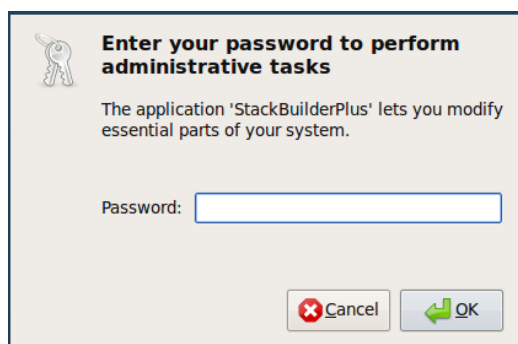 Enter your password to perform
administrative tasks
The application 'StackBuilderPlus' lets you modify
essential parts of your system.
Password:
Cancel
OK